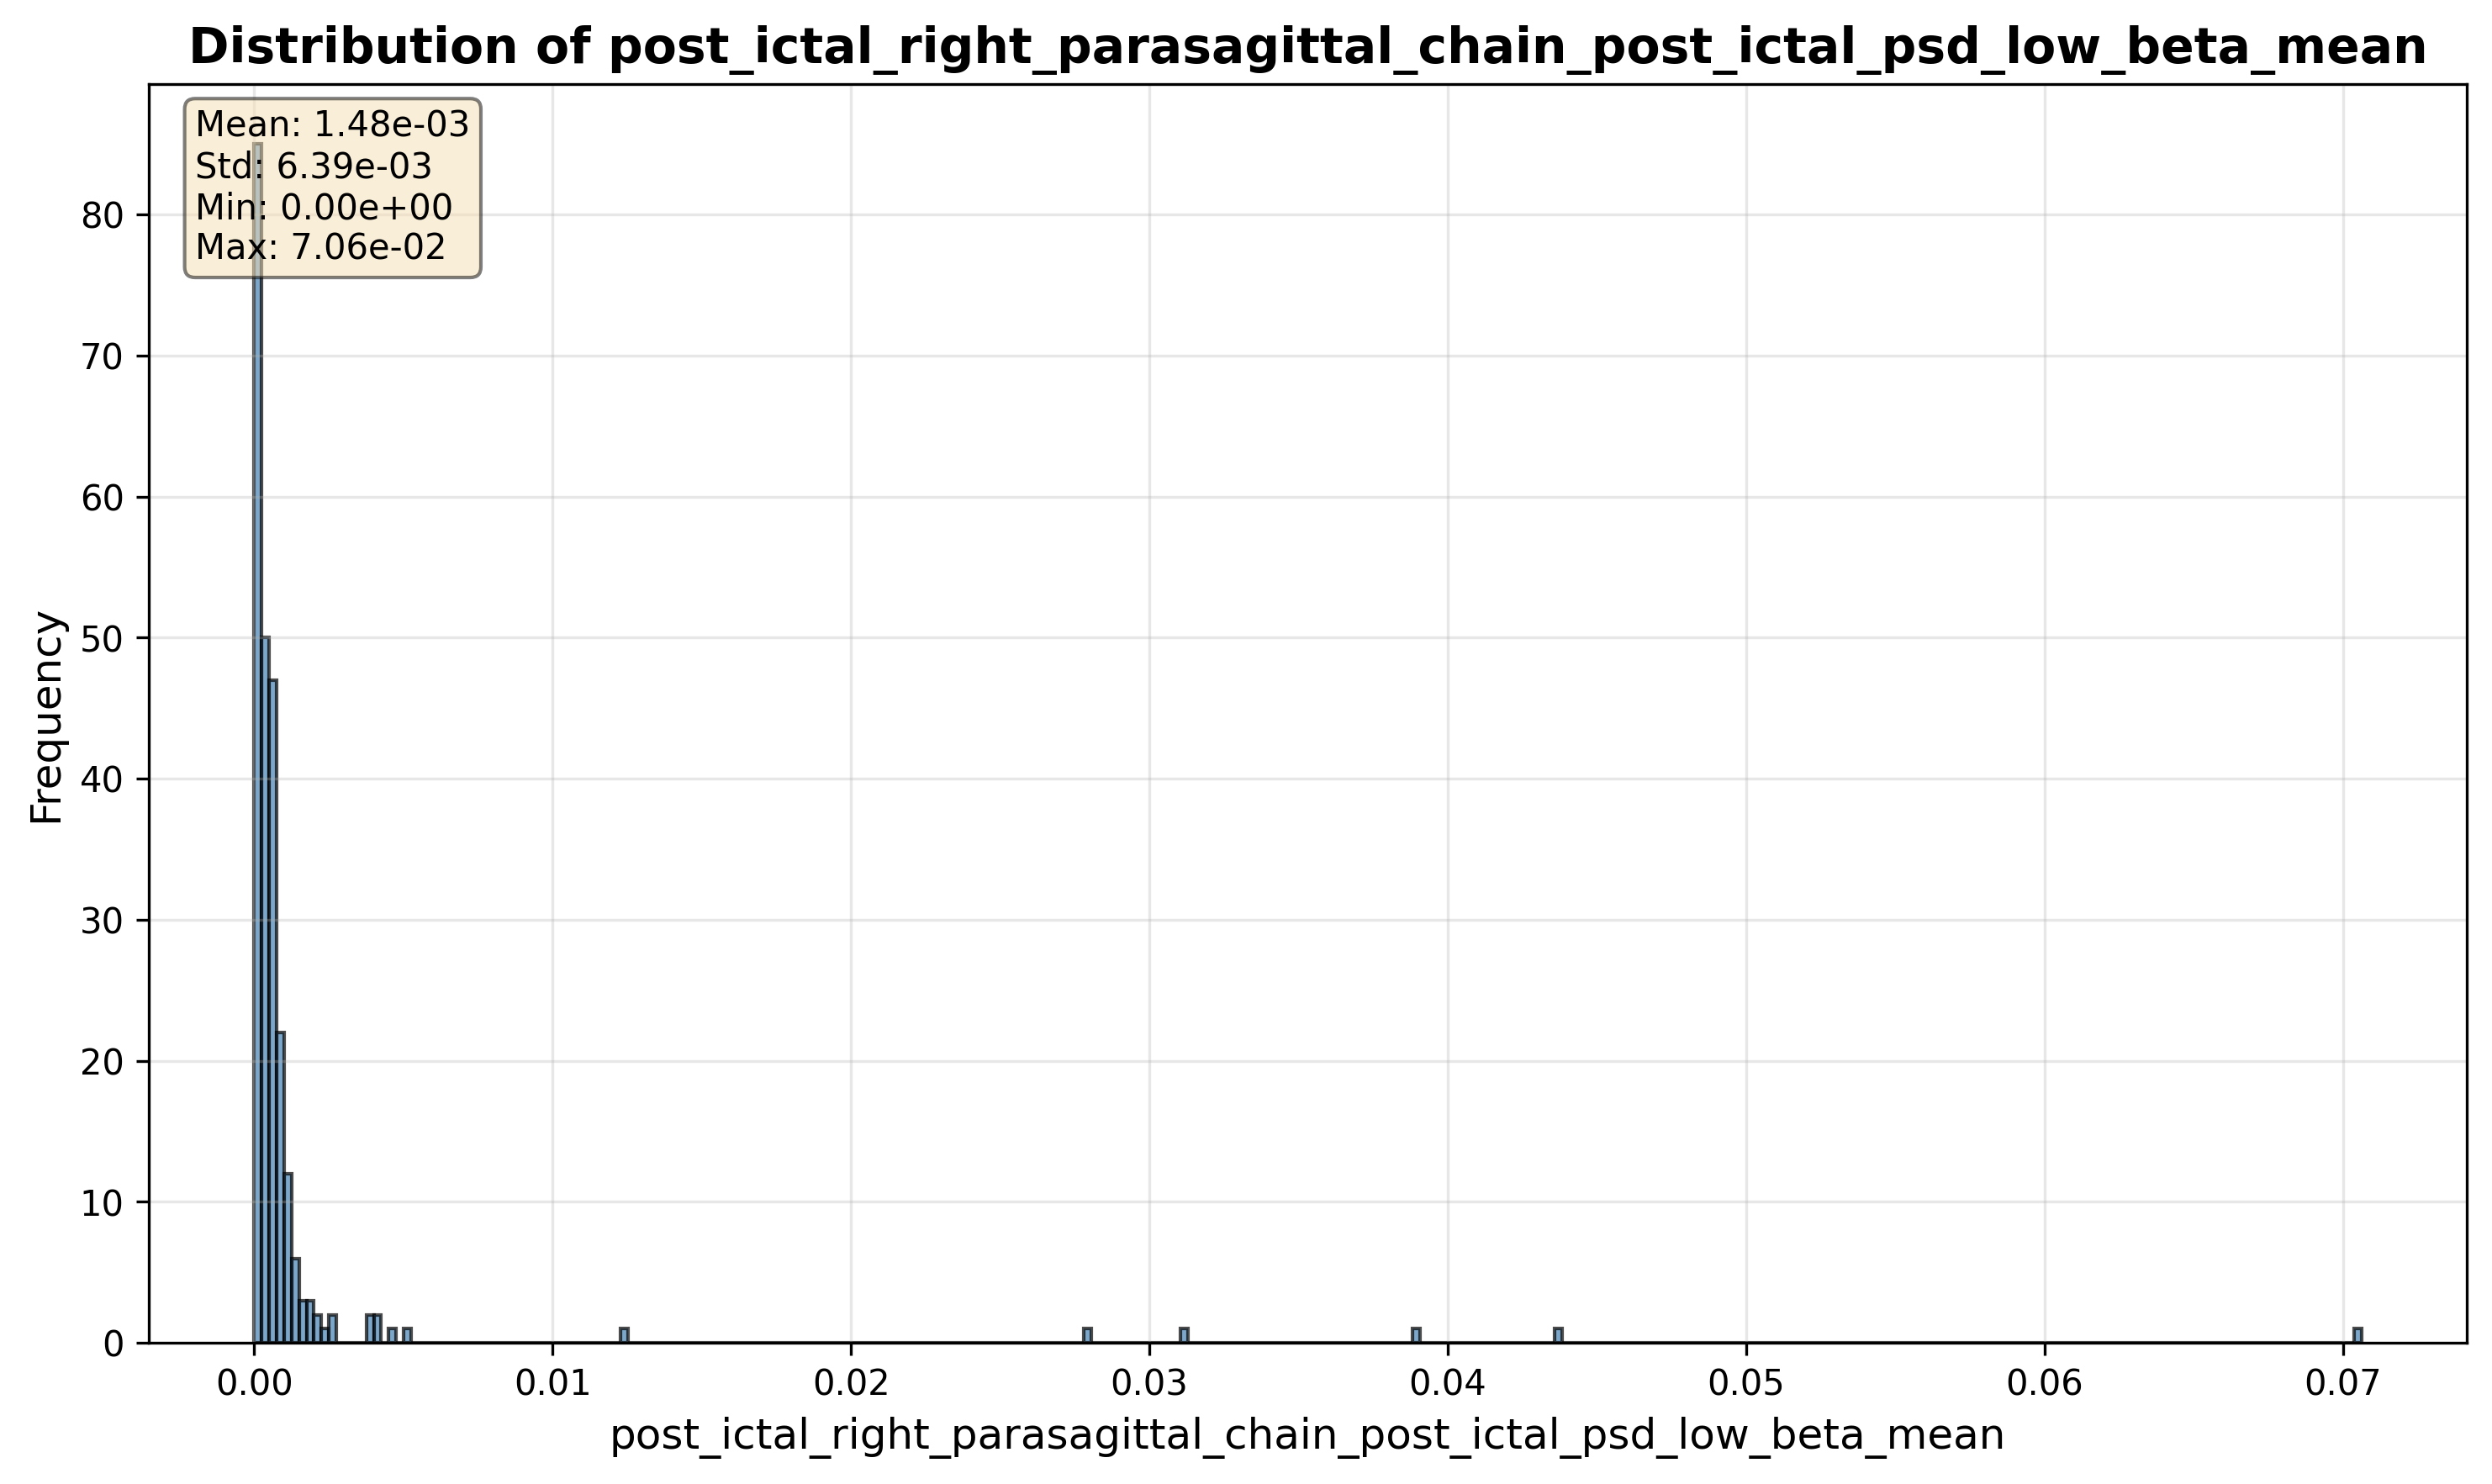 Distribution of post_ictal_right_parasagittal_chain_post_ictal_psd_low_beta_mean
Mean: 1.48e-03
Std: 6.39e-03
Min: 0.00e+00
Max: 7.06e-02
Frequency
80
70
60
50
40
30
20
10
0
0.00 0.01 0.02 0.03 0.04 0.05 0.06 0.07
post_ictal_right_parasagittal_chain_post_ictal_psd_low_beta_mean